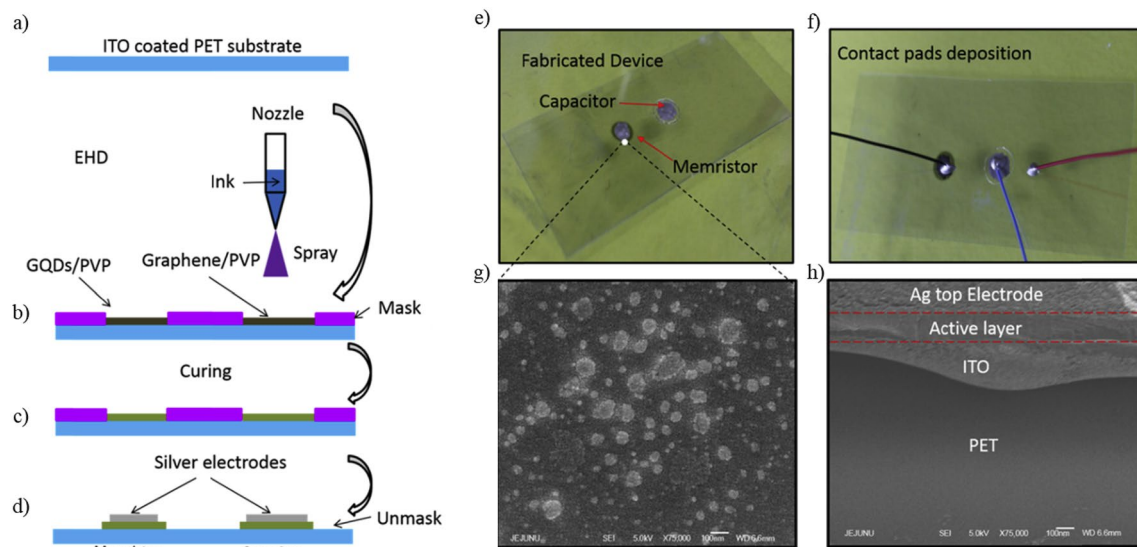 a)
ITO coated PET substrate
EHD
Nozzle
Ink
Spray
GQDs/PVP
Graphene/PVP
b)
Mask
Curing
c)
Silver electrodes
d)
Unmask
e)
Fabricated Device
Capacitor
Memristor
f)
Contact pads deposition
g)
JEJUNU SEI 5.0kV X75,000 100nm WD 6.6mm
h)
Ag top Electrode
Active layer
ITO
PET
JEJUNU SEI 5.0kV X75,000 100nm WD 6.6mm